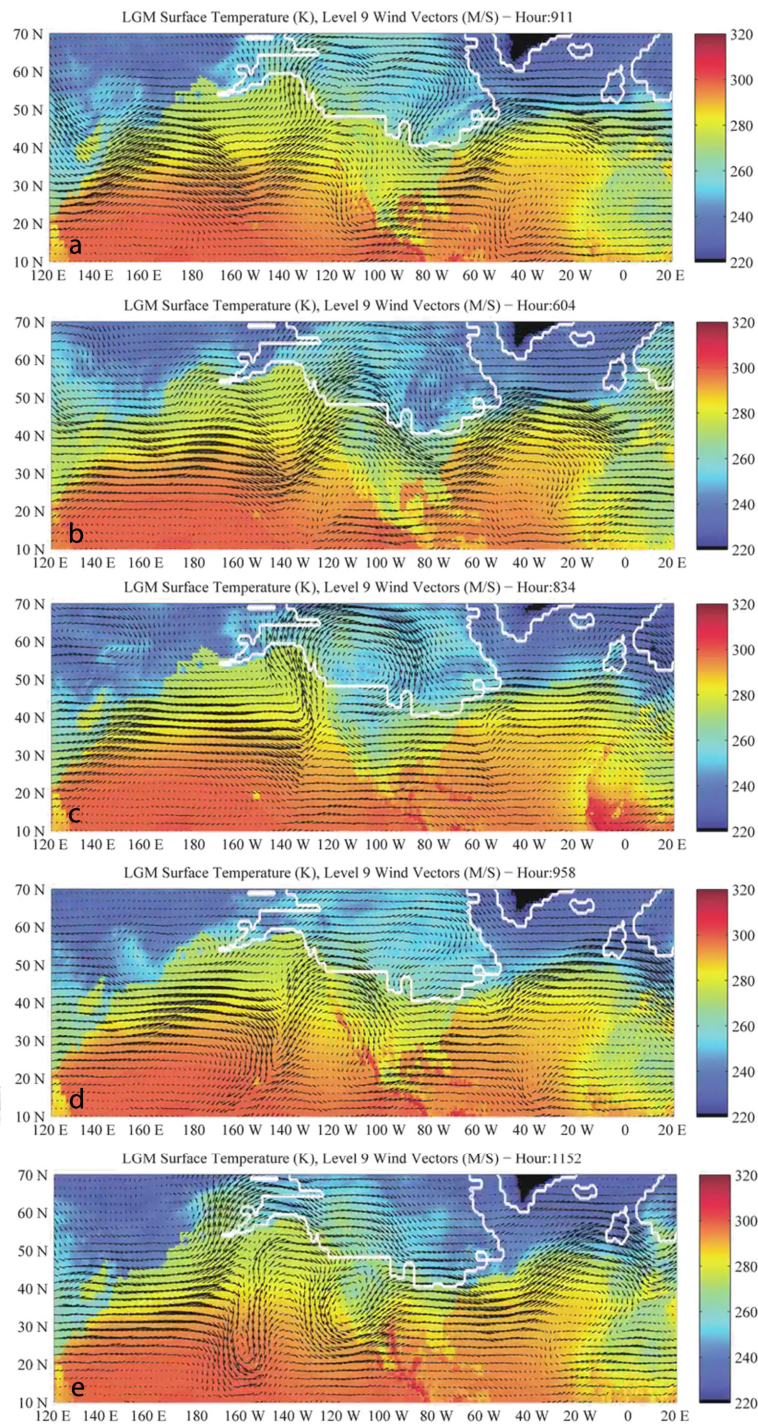 LGM Surface Temperature (K), Level 9 Wind Vectors (M/S) − Hour:911
70 N
60 N
50 N
40 N
30 N
20 N
10 N
a
120 E 140 E 160 E 180 160 W 140 W 120 W 100 W 80 W 60 W 40 W 20 W 0 20 E
320
300
280
260
240
220
LGM Surface Temperature (K), Level 9 Wind Vectors (M/S) − Hour:604
70 N
60 N
50 N
40 N
30 N
20 N
10 N
b
120 E 140 E 160 E 180 160 W 140 W 120 W 100 W 80 W 60 W 40 W 20 W 0 20 E
320
300
280
260
240
220
LGM Surface Temperature (K), Level 9 Wind Vectors (M/S) − Hour:834
70 N
60 N
50 N
40 N
30 N
20 N
10 N
c
120 E 140 E 160 E 180 160 W 140 W 120 W 100 W 80 W 60 W 40 W 20 W 0 20 E
320
300
280
260
240
220
LGM Surface Temperature (K), Level 9 Wind Vectors (M/S) − Hour:958
70 N
60 N
50 N
40 N
30 N
20 N
10 N
d
120 E 140 E 160 E 180 160 W 140 W 120 W 100 W 80 W 60 W 40 W 20 W 0 20 E
320
300
280
260
240
220
LGM Surface Temperature (K), Level 9 Wind Vectors (M/S) − Hour:1152
70 N
60 N
50 N
40 N
30 N
20 N
10 N
e
120 E 140 E 160 E 180 160 W 140 W 120 W 100 W 80 W 60 W 40 W 20 W 0 20 E
320
300
280
260
240
220